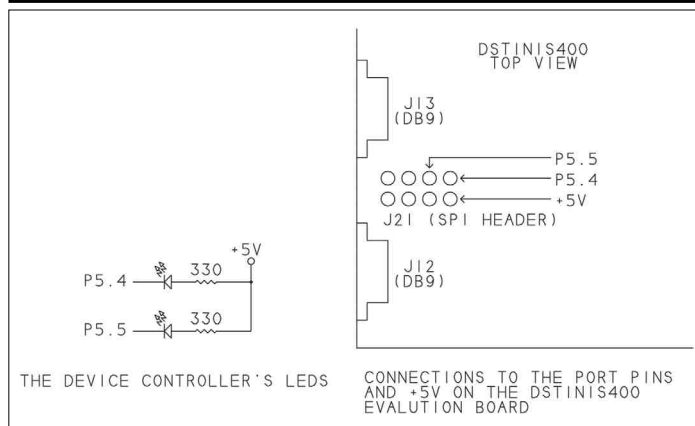 DSTINIS400
TOP VIEW
J13
(DB9)
P5.5
P5.4
+5V
J21 (SPI HEADER)
J12
(DB9)
+5V
P5.4
330
P5.5
330
THE DEVICE CONTROLLER'S LEDS
CONNECTIONS TO THE PORT PINS
AND +5V ON THE DSTINIS400
EVALUTION BOARD